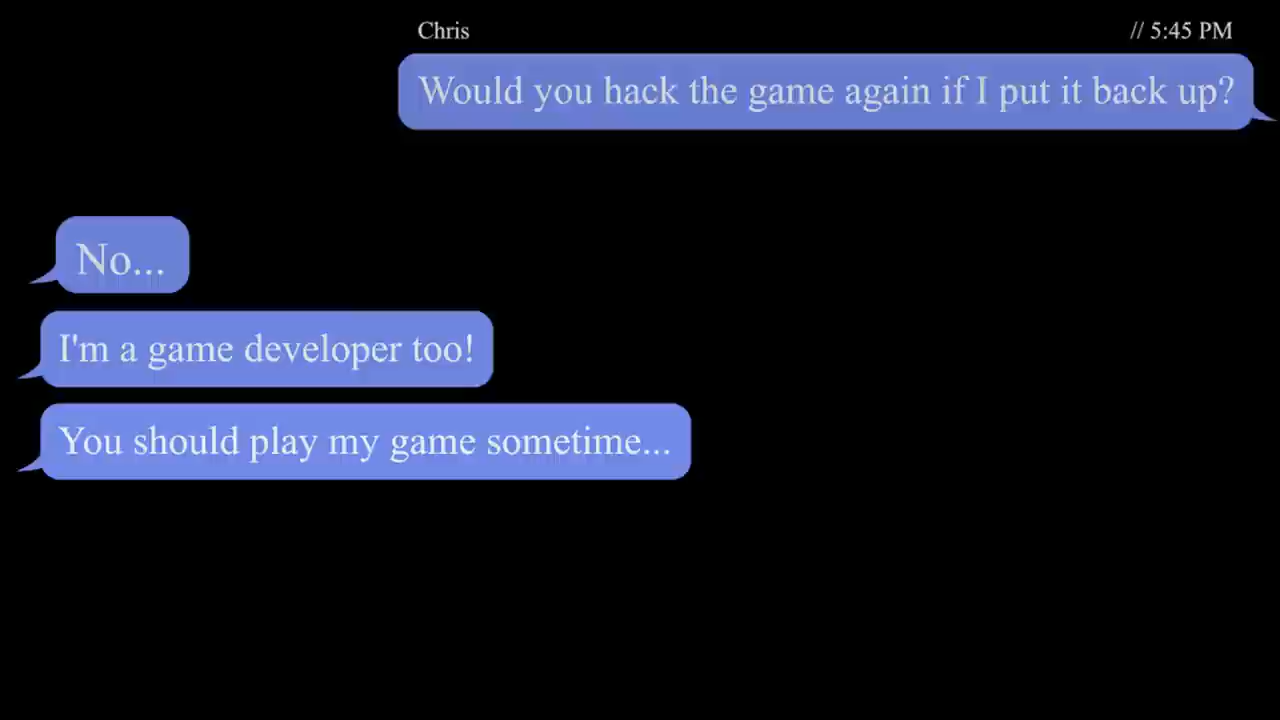 Chris // 5:45 PM
Would you hack the game again if I put it back up?
No...
I'm a game developer too!
You should play my game sometime...